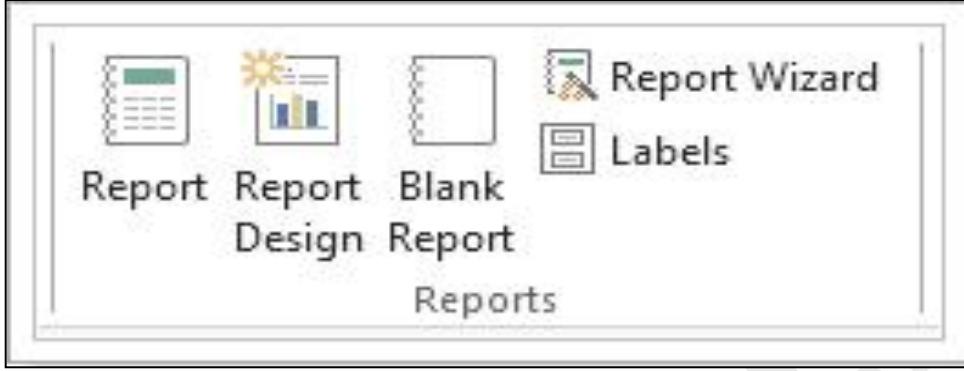 Report
Report
Design
Blank
Report
Report Wizard
Labels
Reports